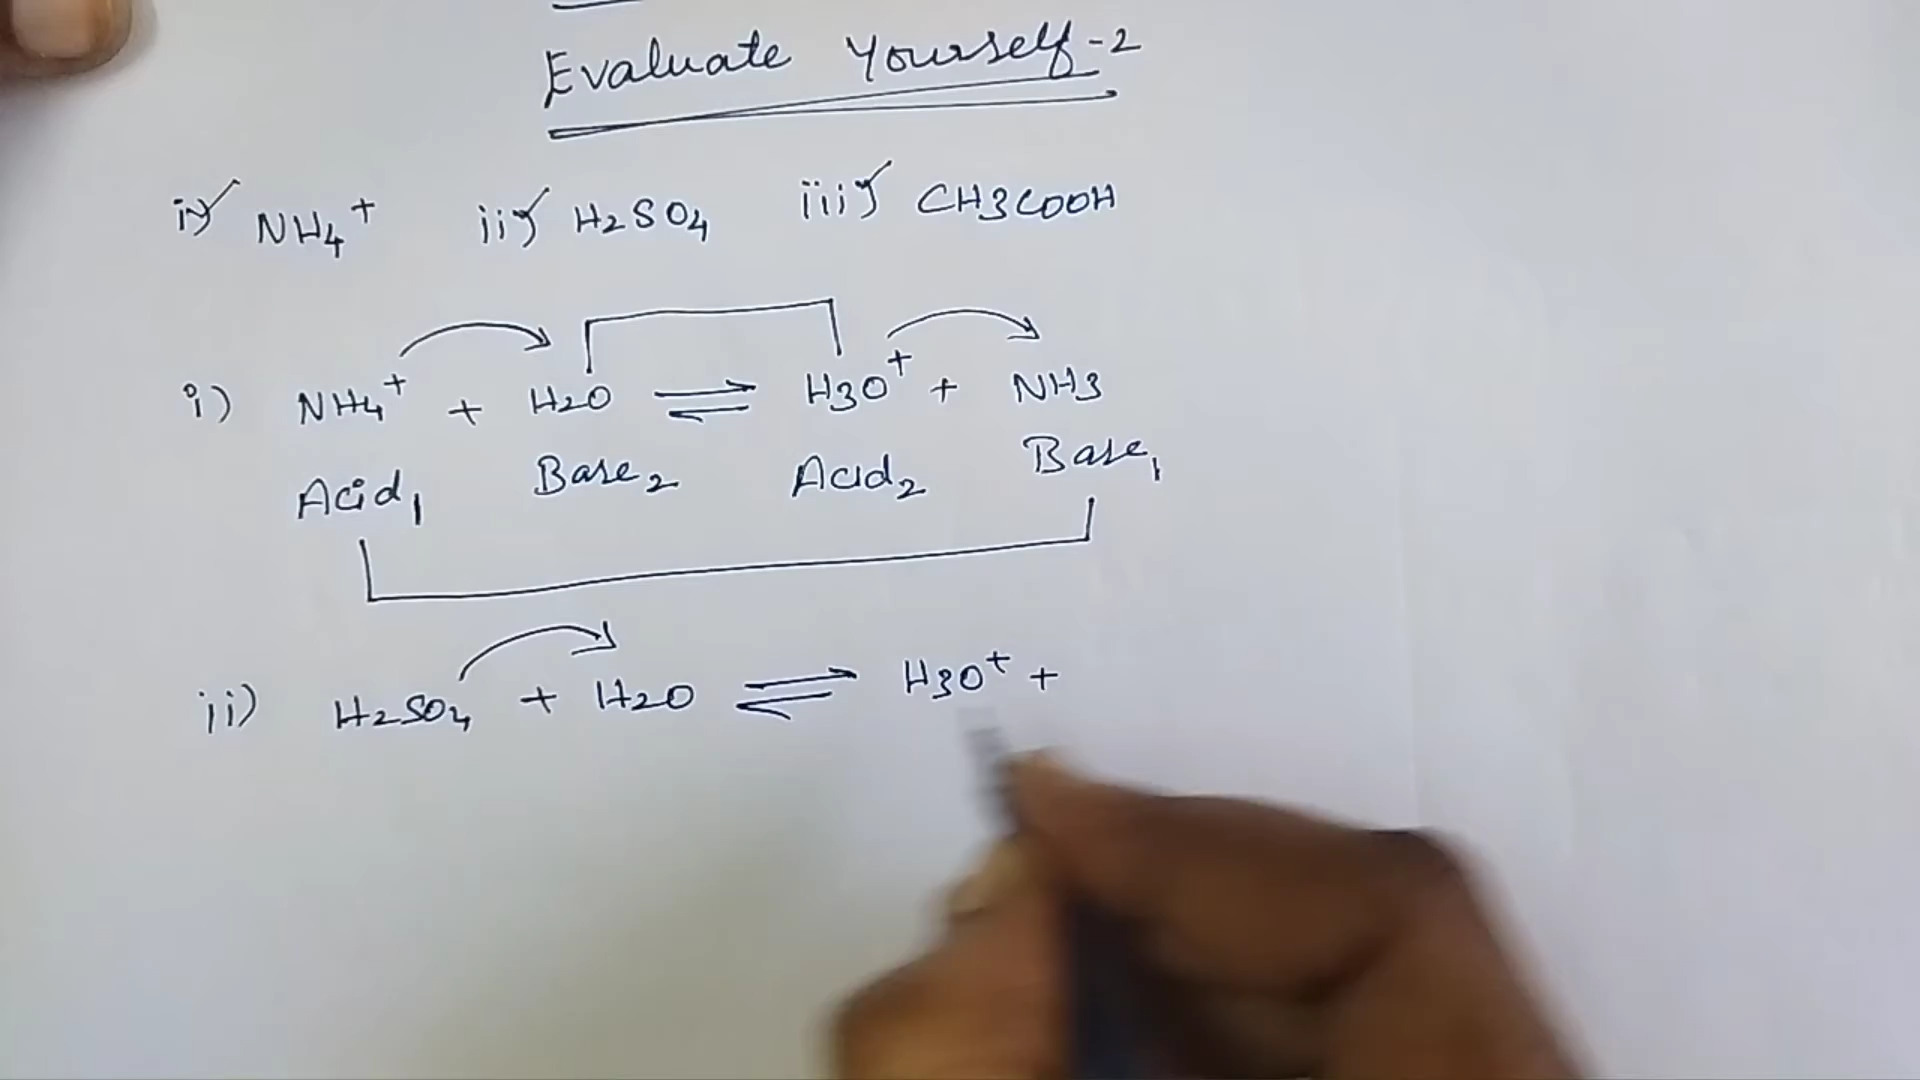 Evaluate Yourself-2
i) NH4+ ii) H2SO4 iii) CH3COOH
i) NH4+ + H2O ⇌ H3O+ + NH3
Acid1 Base2 Acid2 Base1
ii) H2SO4 + H2O ⇌ H3O+ +